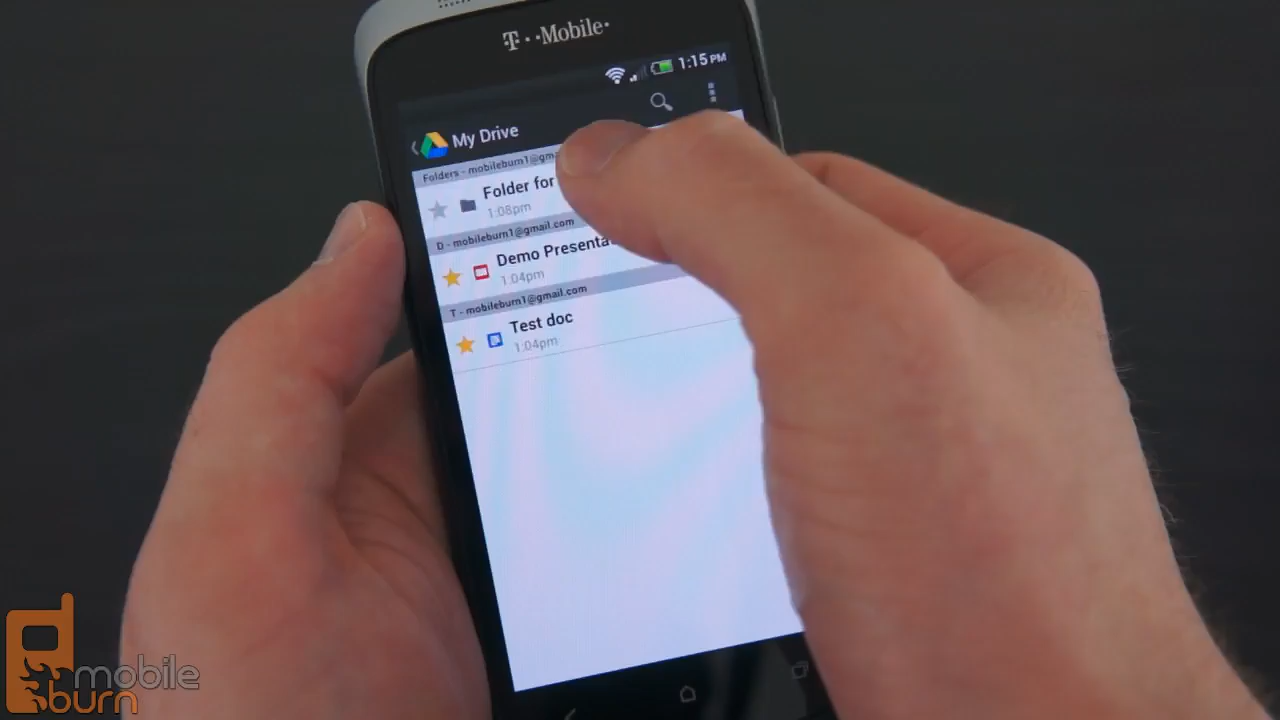 T··Mobile·
1:15 PM
My Drive
Folders - mobileburn1@gm
Folder for
1:08pm
D - mobileburn1@gmail.com
Demo Presenta
1:04pm
T - mobileburn1@gmail.com
Test doc
1:04pm
mobile
burn